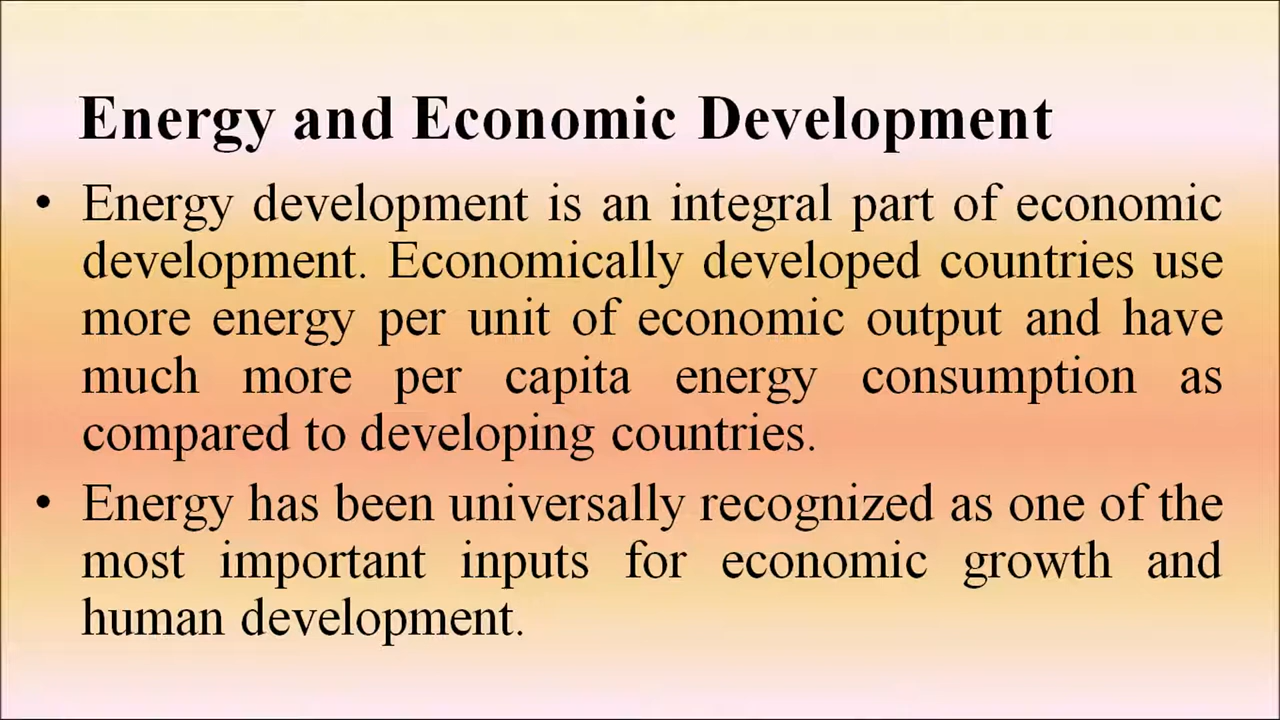 Energy and Economic Development
• Energy development is an integral part of economic
development. Economically developed countries use
more energy per unit of economic output and have
much more per capita energy consumption as
compared to developing countries.
• Energy has been universally recognized as one of the
most important inputs for economic growth and
human development.